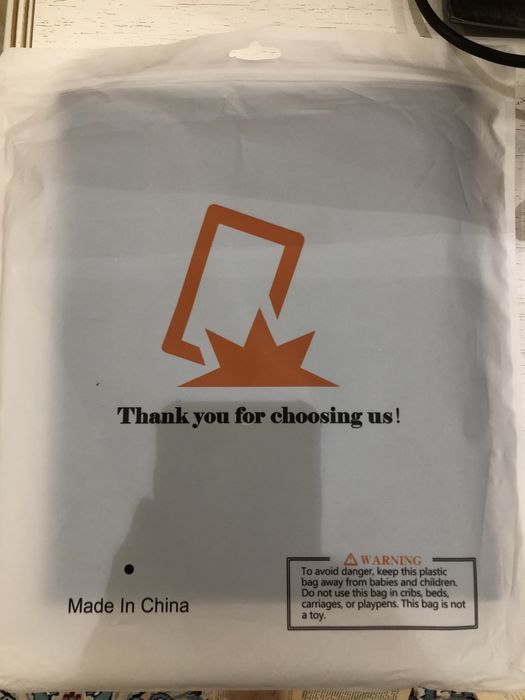 Thank you for choosing us!
WARNING
To avoid danger, keep this plastic
bag away from babies and children.
Do not use this bag in cribs, beds,
carriages, or playpens. This bag is not
a toy.
Made In China